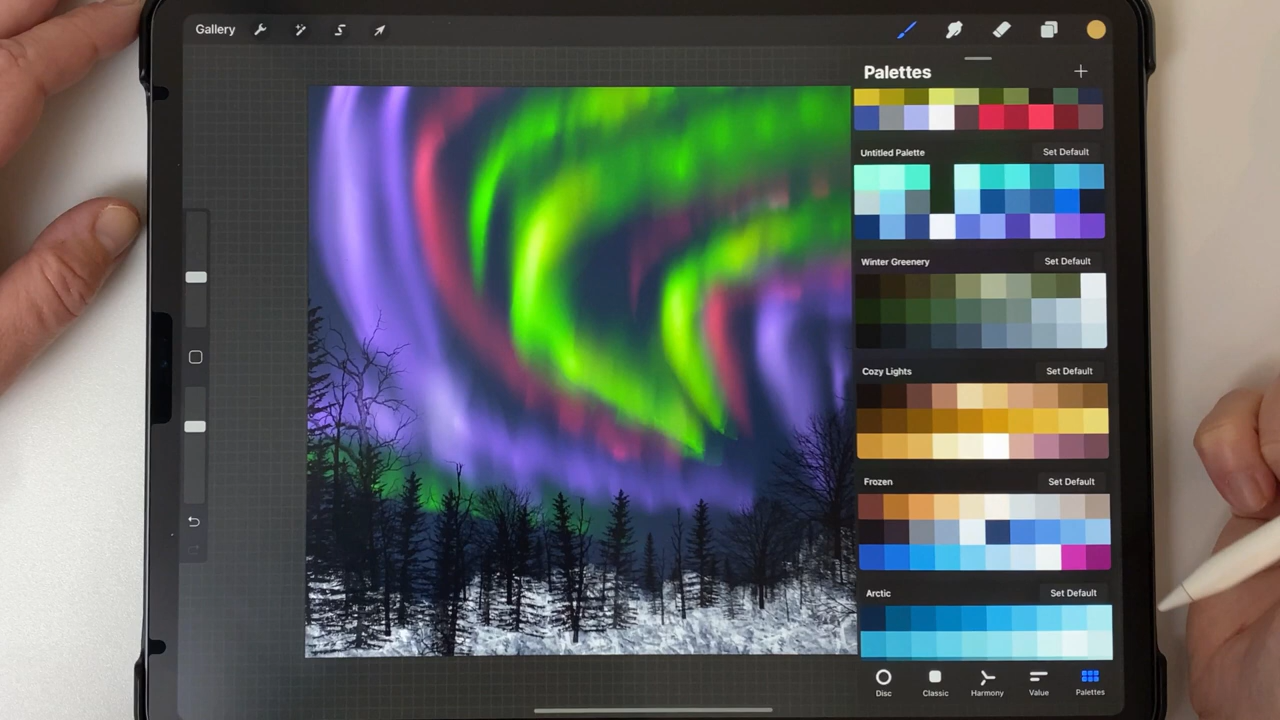 Gallery
Palettes
Untitled Palette Set Default
Winter Greenery Set Default
Cozy Lights Set Default
Frozen Set Default
Arctic Set Default
Disc Classic Harmony Value Palettes